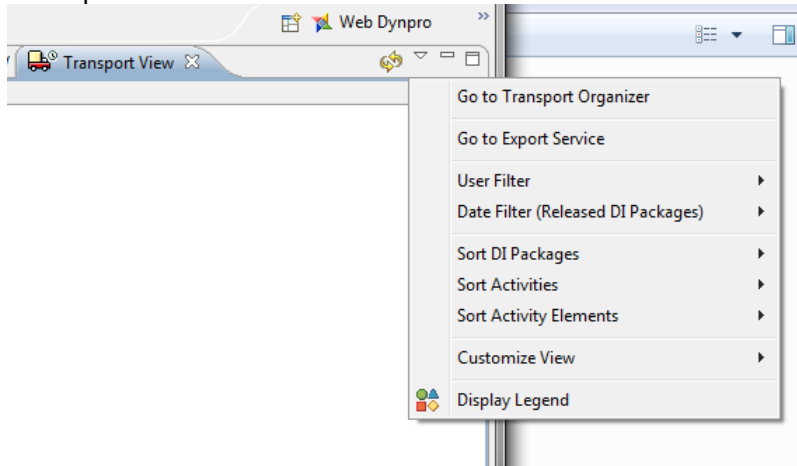 Web Dynpro
Transport View
Go to Transport Organizer
Go to Export Service
User Filter
Date Filter (Released DI Packages)
Sort DI Packages
Sort Activities
Sort Activity Elements
Customize View
Display Legend